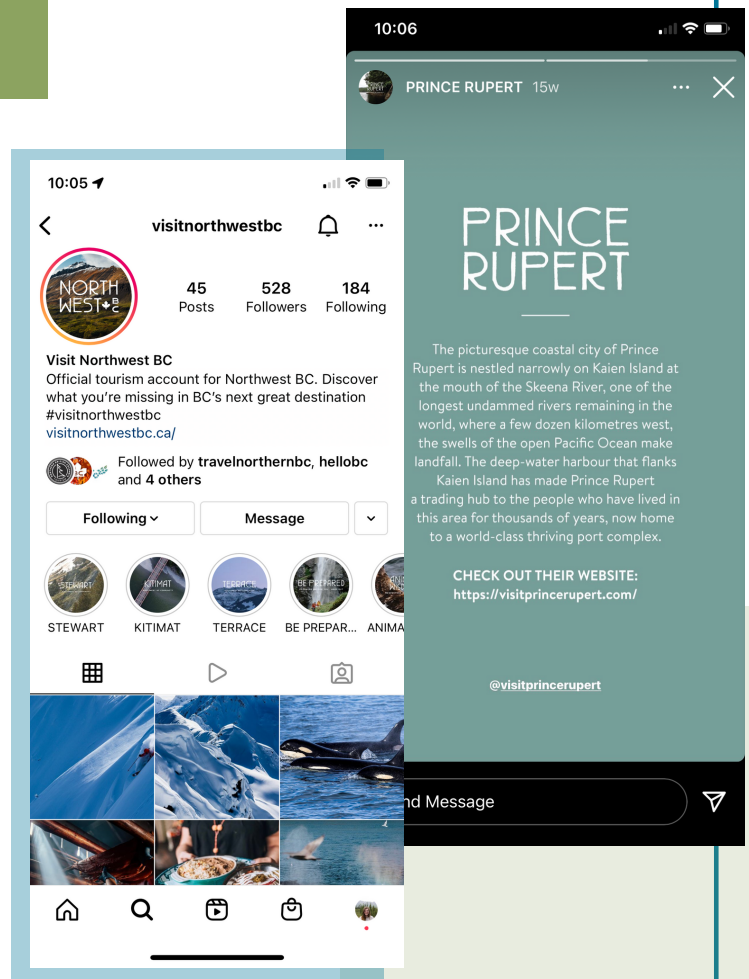 10:06
PRINCE RUPERT 15w
PRINCE
RUPERT
The picturesque coastal city of Prince
Rupert is nestled narrowly on Kaien Island at
the mouth of the Skeena River, one of the
longest undammed rivers remaining in the
world, where a few dozen kilometres west,
the swells of the open Pacific Ocean make
landfall. The deep-water harbour that flanks
Kaien Island has made Prince Rupert
a trading hub to the people who have lived in
this area for thousands of years, now home
to a world-class thriving port complex.
CHECK OUT THEIR WEBSITE:
https://visitprincerupert.com/
@visitprincerupert
nd Message
10:05
visitnorthwestbc
NORTH
WEST BC
45 528 184
Posts Followers Following
Visit Northwest BC
Official tourism account for Northwest BC. Discover
what you're missing in BC's next great destination
#visitnorthwestbc
visitnorthwestbc.ca/
Followed by travelnorthernbc, hellobc
and 4 others
Following Message
STEWART KITIMAT TERRACE BE PREPARED
STEWART KITIMAT TERRACE BE PREPAR... ANIMA